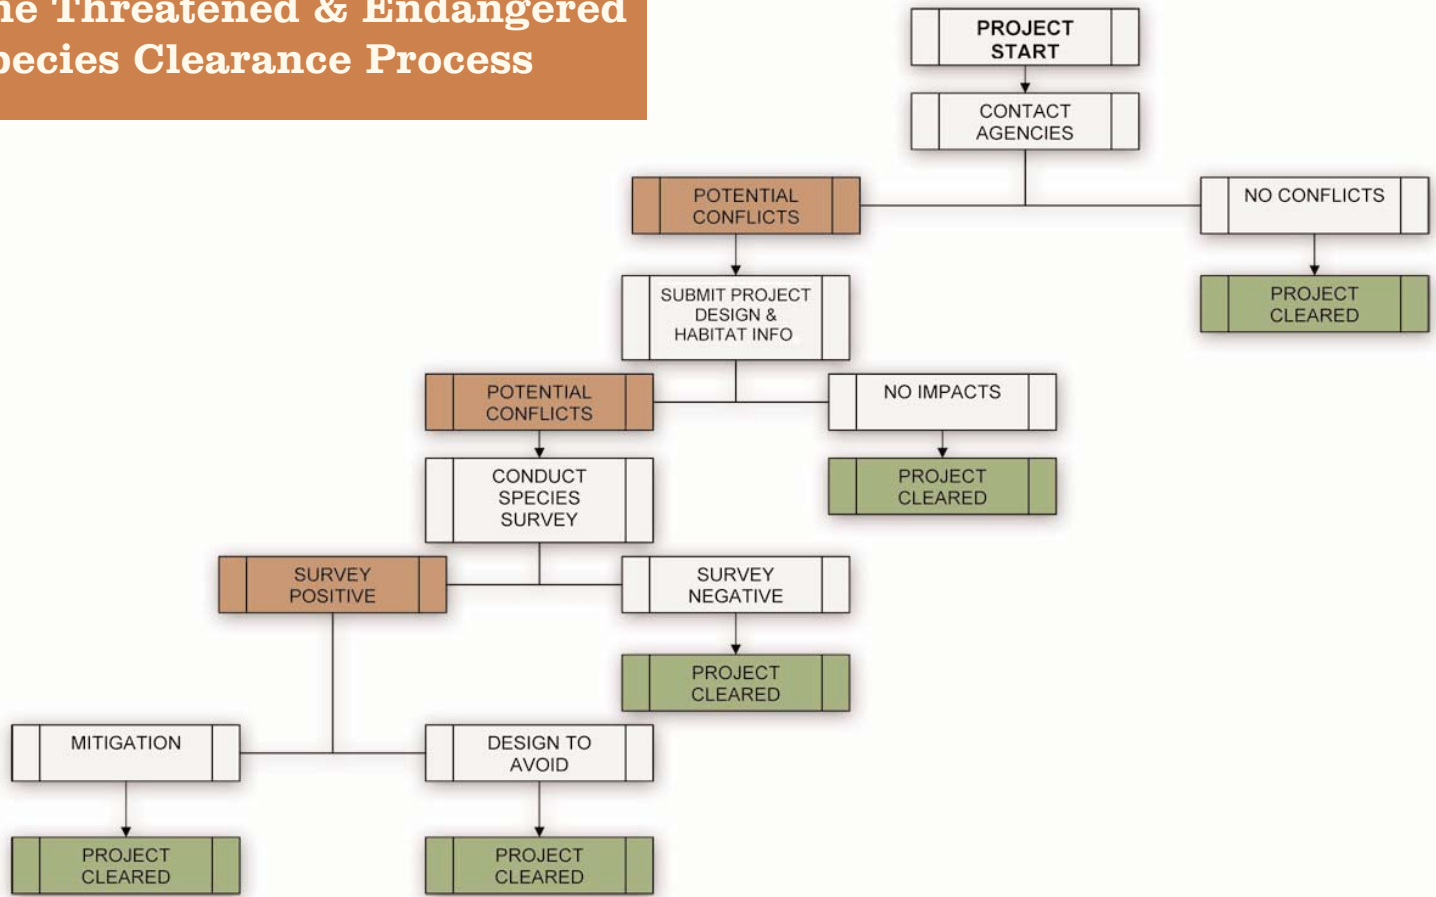 he Threatened & Endangered
pecies Clearance Process
PROJECT
START
CONTACT
AGENCIES
POTENTIAL
CONFLICTS
NO CONFLICTS
SUBMIT PROJECT
DESIGN &
HABITAT INFO
PROJECT
CLEARED
POTENTIAL
CONFLICTS
NO IMPACTS
CONDUCT
SPECIES
SURVEY
PROJECT
CLEARED
SURVEY
POSITIVE
SURVEY
NEGATIVE
PROJECT
CLEARED
MITIGATION
DESIGN TO
AVOID
PROJECT
CLEARED
PROJECT
CLEARED